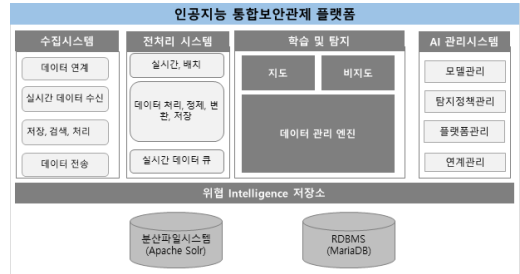 인공지능 통합보안관제 플랫폼
수집시스템
데이터 연계
실시간 데이터 수신
저장, 검색, 처리
데이터 전송
전처리 시스템
실시간, 배치
데이터 처리, 정제, 변
환, 저장
실시간 데이터 큐
학습 및 탐지
지도
비지도
데이터 관리 엔진
AI 관리시스템
모델관리
탐지정책관리
플랫폼관리
연계관리
위협 Intelligence 저장소
분산파일시스템
(Apache Solr)
RDBMS
(MariaDB)